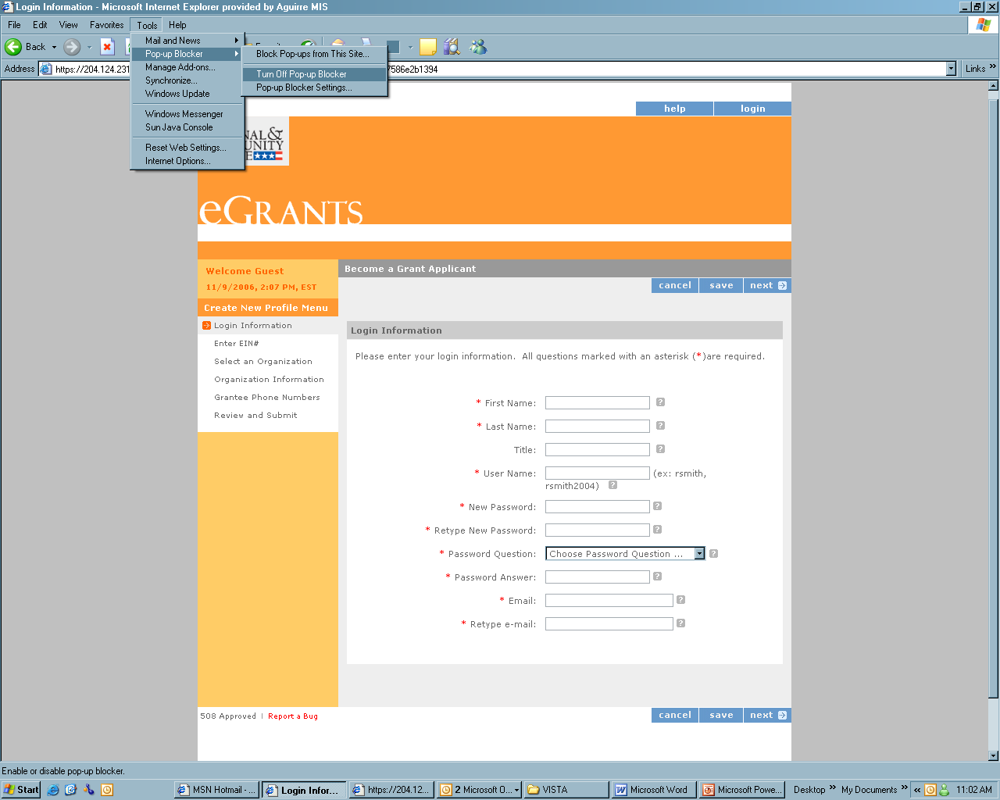 Login Information - Microsoft Internet Explorer provided by Aguirre MIS
File Edit View Favorites Tools Help
Back
Address https://204.124.231
7586e2b1394
Links »
Mail and News
Pop-up Blocker
Manage Add-ons...
Synchronize...
Windows Update
Windows Messenger
Sun Java Console
Reset Web Settings...
Internet Options...
Block Pop-ups from This Site...
Turn Off Pop-up Blocker
Pop-up Blocker Settings...
help login
NAL &
UNITY
E
eGRANTS
Welcome Guest
11/9/2006, 2:07 PM, EST
Create New Profile Menu
Login Information
Enter EIN#
Select an Organization
Organization Information
Grantee Phone Numbers
Review and Submit
Become a Grant Applicant
cancel save next
Login Information
Please enter your login information. All questions marked with an asterisk (*)are required.
* First Name: ?
* Last Name: ?
Title: ?
* User Name: (ex: rsmith,
rsmith2004) ?
* New Password: ?
* Retype New Password: ?
* Password Question: Choose Password Question ... ?
* Password Answer: ?
* Email: ?
* Retype e-mail: ?
508 Approved | Report a Bug
cancel save next
Enable or disable pop-up blocker.
Start MSN Hotmail - ... Login Infor... https://204.12... 2 Microsoft O... VISTA Microsoft Word Microsoft Powe... Desktop » My Documents » « 11:02 AM